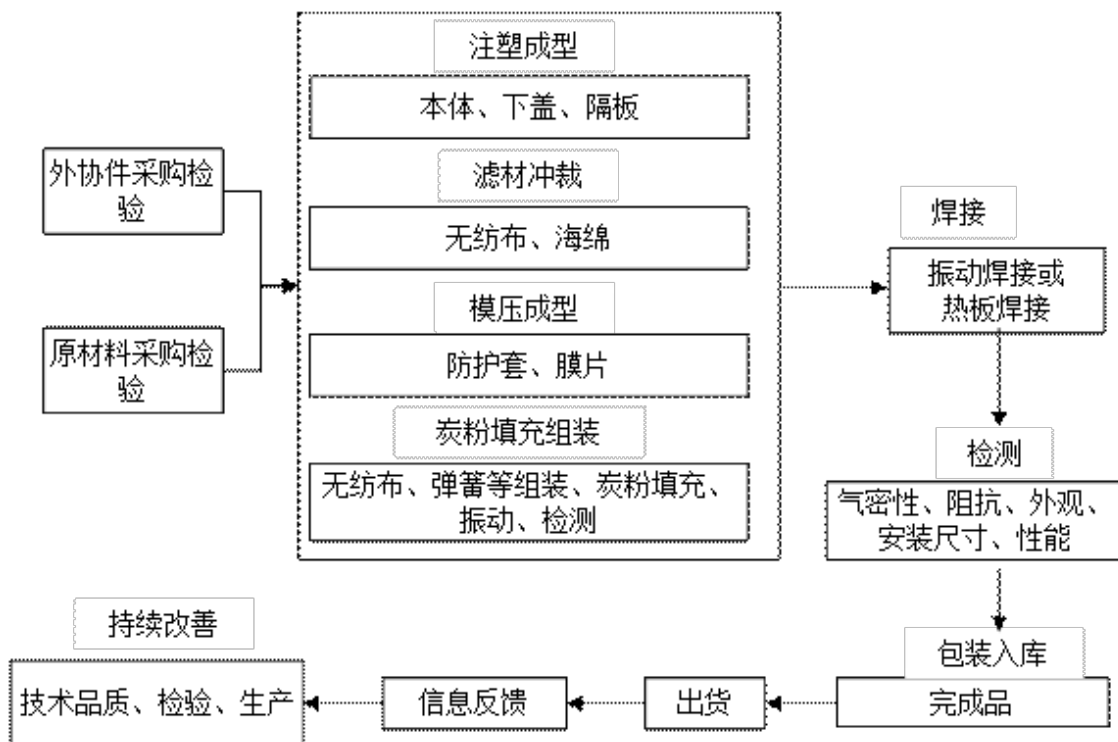 注塑成型
本体、下盖、隔板
滤材冲裁
无纺布、海绵
模压成型
防护套、膜片
炭粉填充组装
无纺布、弹簧等组装、炭粉填充、
振动、检测
外协件采购检
验
原材料采购检
验
焊接
振动焊接或
热板焊接
检测
气密性、阻抗、外观、
安装尺寸、性能
包装入库
完成品
出货
信息反馈
持续改善
技术品质、检验、生产